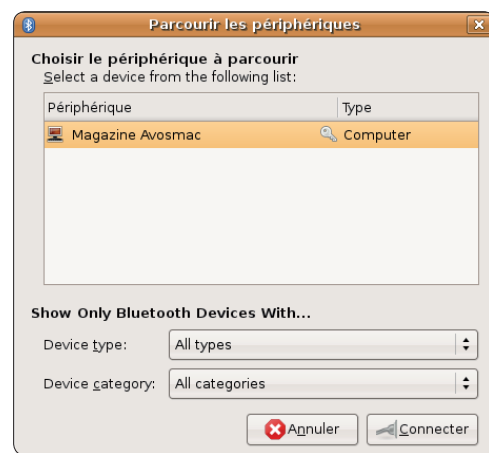 Parcourir les périphériques
Choisir le périphérique à parcourir
Select a device from the following list:
Périphérique Type
Magazine Avosmac Computer
Show Only Bluetooth Devices With...
Device type: All types
Device category: All categories
Annuler Connecter